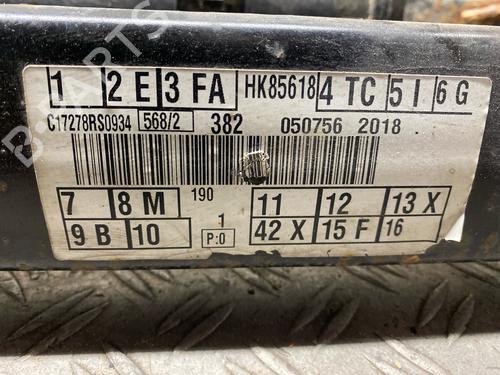 1 2 E 3 FA HK85618 4 TC 5 I 6 G
C17278RS0934 568/2 382 050756 2018
7 8 M 190 11 12 13 X
9 B 10 1 P:0 42 X 15 F 16